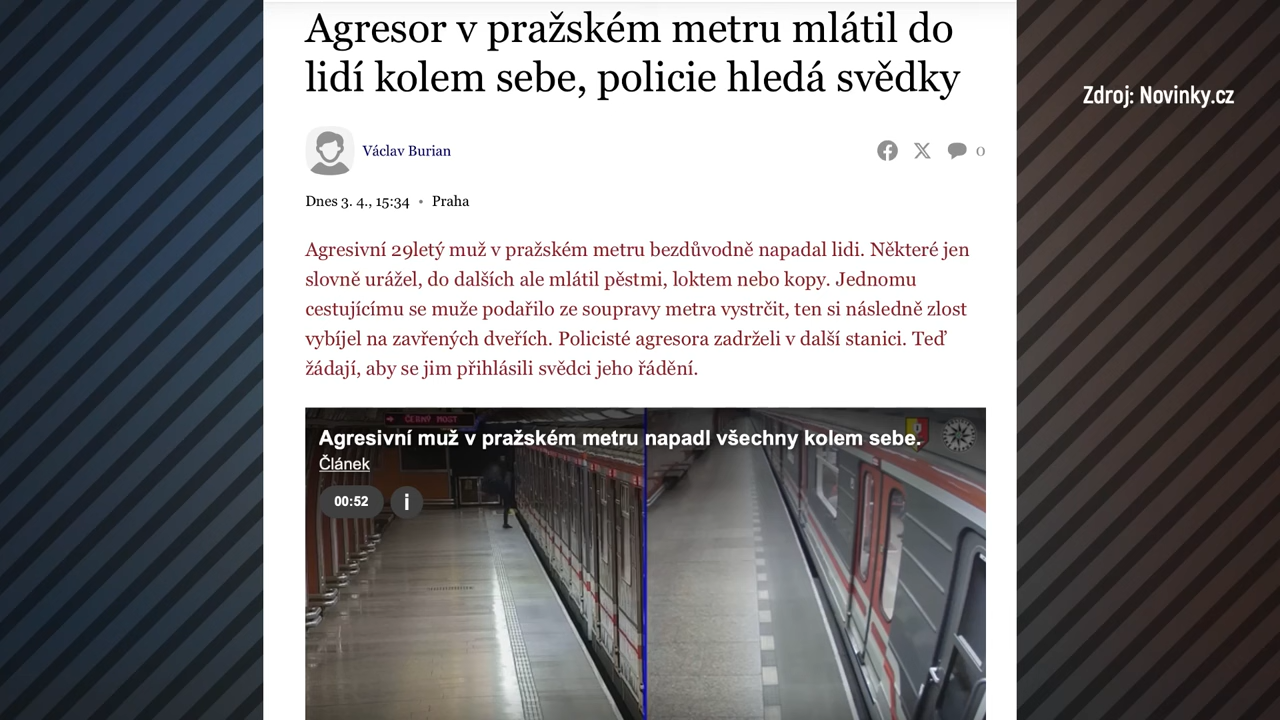 Agresor v pražském metru mlátil do
lidí kolem sebe, policie hledá svědky
Zdroj: Novinky.cz
Václav Burian
0
Dnes 3. 4., 15:34 • Praha
Agresivní 29letý muž v pražském metru bezdůvodně napadal lidi. Některé jen
slovně urážel, do dalších ale mlátil pěstmi, loktem nebo kopy. Jednomu
cestujícímu se muže podařilo ze soupravy metra vystrčit, ten si následně zlost
vybíjel na zavřených dveřích. Policisté agresora zadrželi v další stanici. Teď
žádají, aby se jim přihlásili svědci jeho řádění.
ČERNÝ MOST
Agresivní muž v pražském metru napadl všechny kolem sebe.
Článek
00:52
i